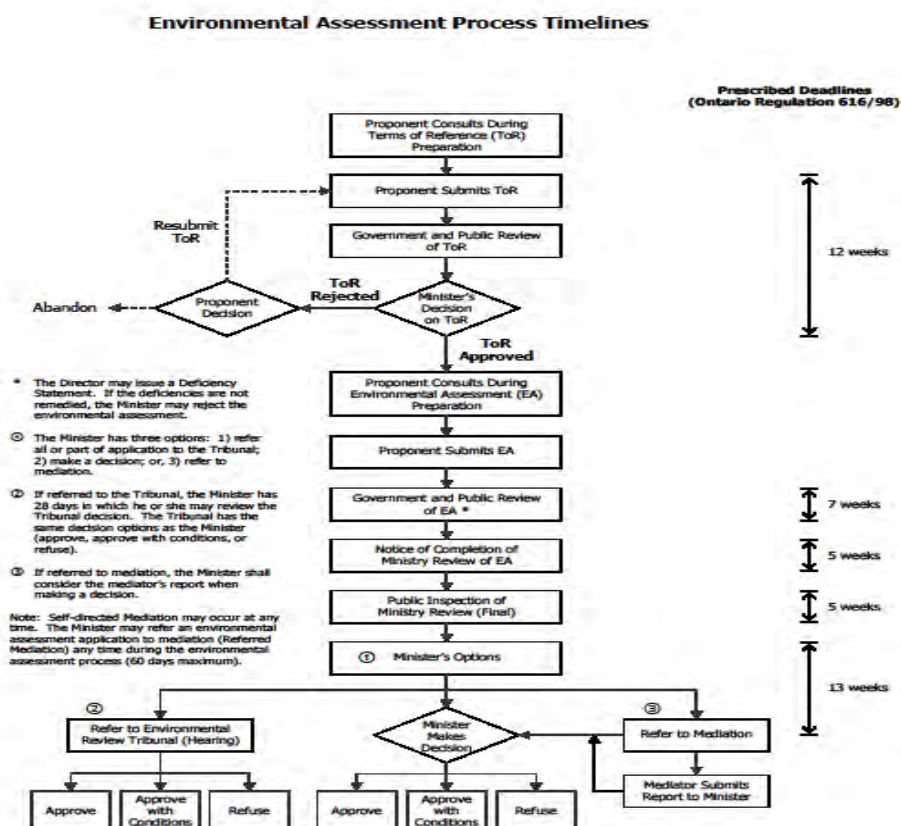 Environmental Assessment Process Timelines
Prescribed Deadlines
(Ontario Regulation 616/98)
Proponent Consults During
Terms of Reference (ToR)
Preparation
Proponent Submits ToR
Resubmit
ToR
Government and Public Review
of ToR
12 weeks
Abandon
Proponent
Decision
ToR
Rejected
Minister's
Decision
on ToR
ToR
Approved
* The Director may issue a Deficiency
Statement. If the deficiencies are not
remedied, the Minister may reject the
environmental assessment.
① The Minister has three options: 1) refer
all or part of application to the Tribunal;
2) make a decision; or, 3) refer to
mediation.
② If referred to the Tribunal, the Minister has
28 days in which he or she may review the
Tribunal decision. The Tribunal has the
same decision options as the Minister
(approve, approve with conditions, or
refuse).
③ If referred to mediation, the Minister shall
consider the mediator's report when
making a decision.
Note: Self-directed Mediation may occur at any
time. The Minister may refer an environmental
assessment application to mediation (Referred
Mediation) any time during the environmental
assessment process (60 days maximum).
Proponent Consults During
Environmental Assessment (EA)
Preparation
Proponent Submits EA
Government and Public Review
of EA *
7 weeks
Notice of Completion of
Ministry Review of EA
5 weeks
Public Inspection of
Ministry Review (Final)
5 weeks
① Minister's Options
13 weeks
②
Refer to Environmental
Review Tribunal (Hearing)
Minister
Makes
Decision
③
Refer to Mediation
Mediator Submits
Report to Minister
Approve
Approve
with
Conditions
Refuse
Approve
Approve
with
Conditions
Refuse